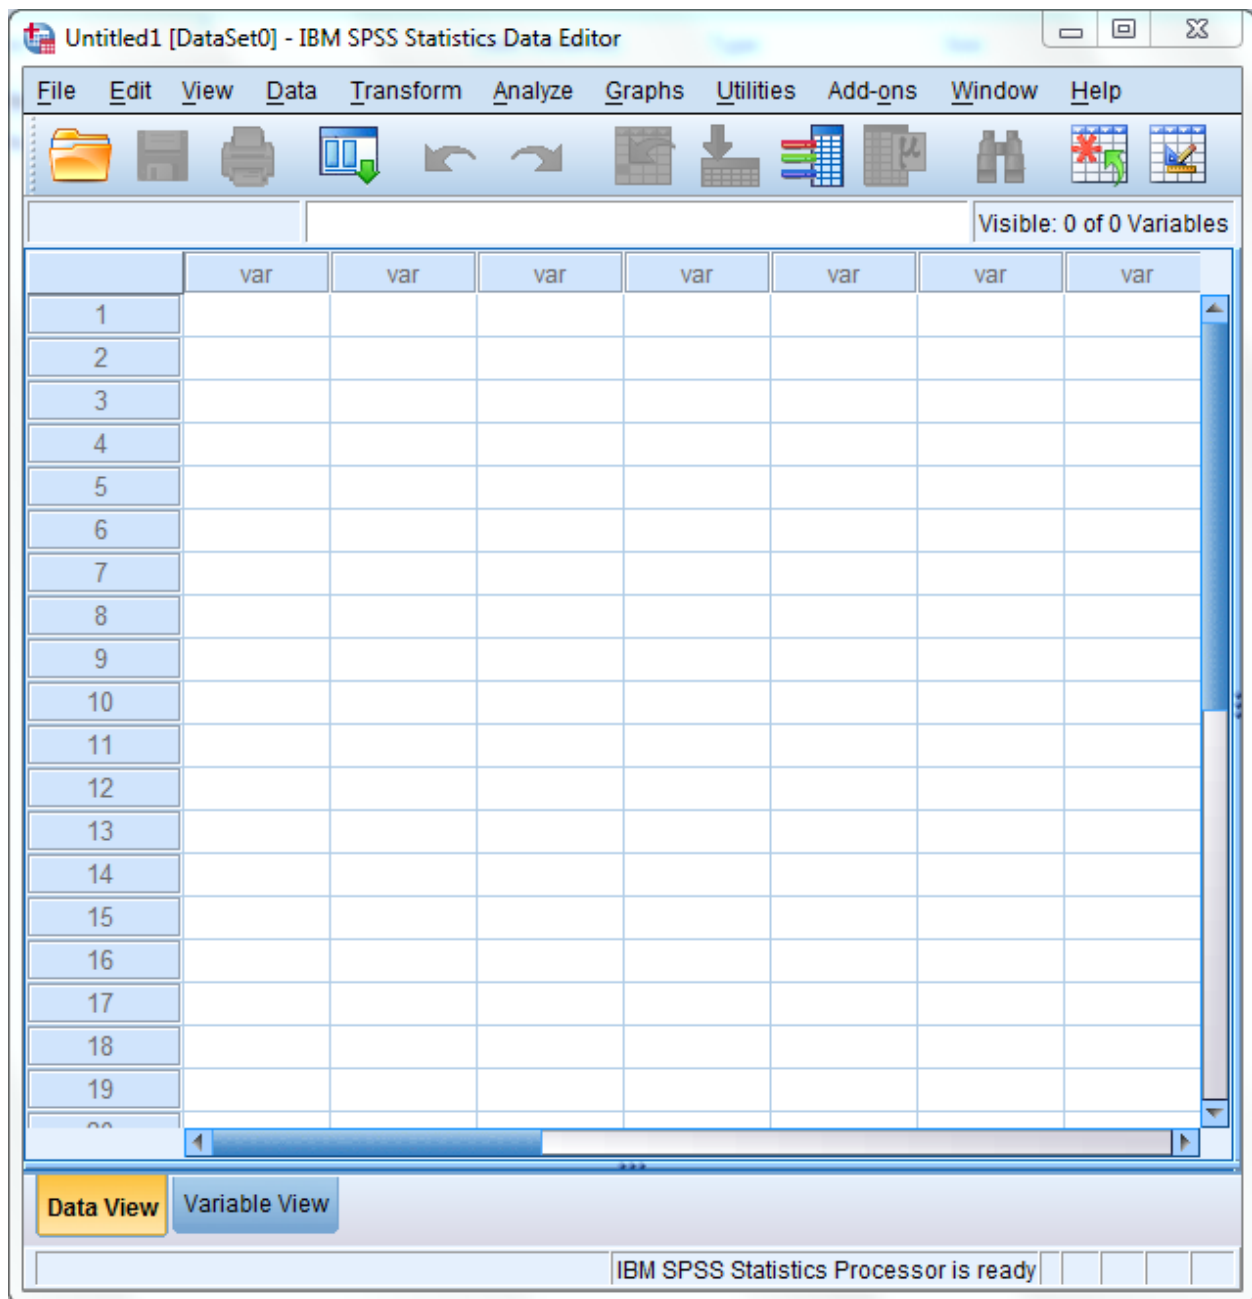 Untitled1 [DataSet0] - IBM SPSS Statistics Data Editor
File Edit View Data Transform Analyze Graphs Utilities Add-ons Window Help
μ
Visible: 0 of 0 Variables
var var var var var var var
1
2
3
4
5
6
7
8
9
10
11
12
13
14
15
16
17
18
19
Data View Variable View
IBM SPSS Statistics Processor is ready